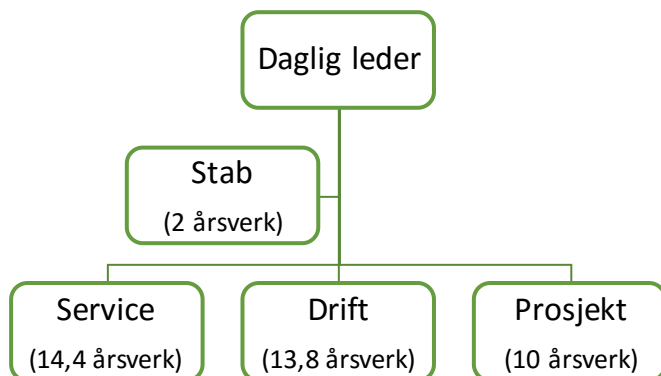 Daglig leder
Stab
(2 årsverk)
Service
(14,4 årsverk)
Drift
(13,8 årsverk)
Prosjekt
(10 årsverk)